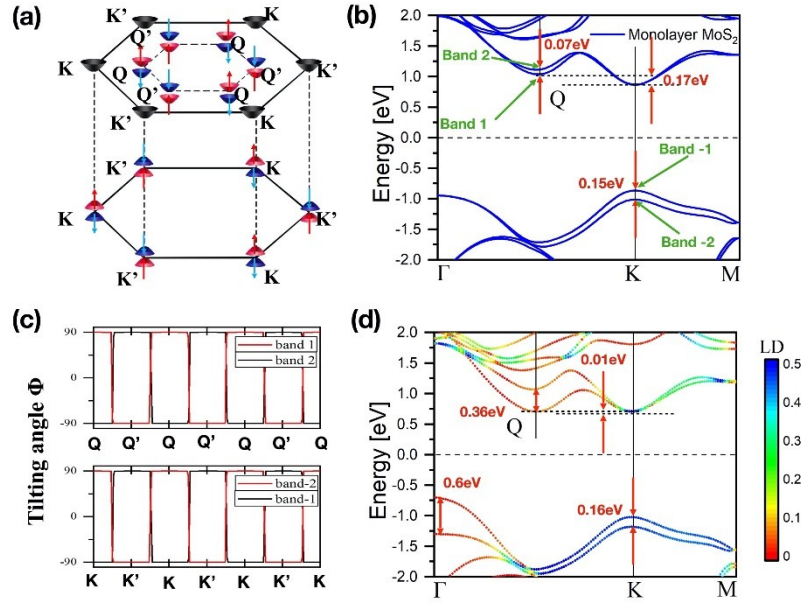 (a)
K’
K
Q’
Q
K
Q
Q’
K’
Q’
Q
K’
K
K’
K
K
K’
K’
K
(b)
2.0
1.5
1.0
0.5
0.0
-0.5
-1.0
-1.5
-2.0
Energy [eV]
Monolayer MoS2
0.07eV
Band 2
Band 1
Q
0.17eV
0.15eV
Band -1
Band -2
Γ
K
M
(c)
Tilting angle Φ
90
0
-90
band 1
band 2
Q Q’ Q Q’ Q Q’ Q
90
0
-90
band-2
band-1
K K’ K K’ K K’ K
(d)
2.0
1.5
1.0
0.5
0.0
-0.5
-1.0
-1.5
-2.0
Energy [eV]
0.01eV
0.36eV
Q
0.6eV
0.16eV
Γ
K
M
LD
0.5
0.4
0.3
0.2
0.1
0